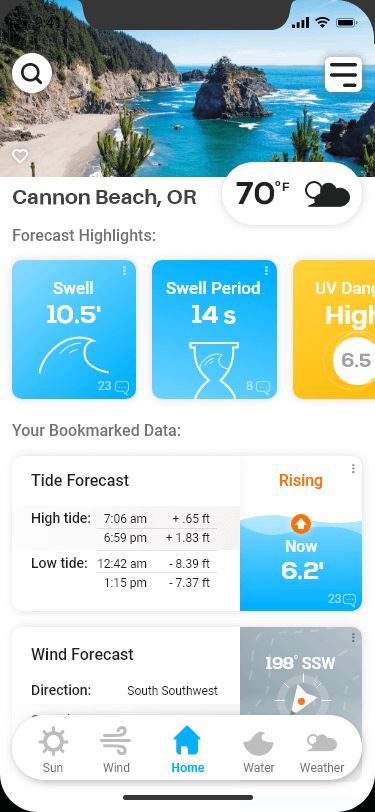 9:41
Cannon Beach, OR
70°F
Forecast Highlights:
Swell
10.5'
23
Swell Period
14 s
8
UV Dang
High
6.5
Your Bookmarked Data:
Tide Forecast
High tide: 7:06 am + .65 ft
6:59 pm + 1.83 ft
Low tide: 12:42 am - 8.39 ft
1:15 pm - 7.37 ft
Rising
Now
6.2'
23
Wind Forecast
Direction: South Southwest
198° SSW
Sun
Wind
Home
Water
Weather